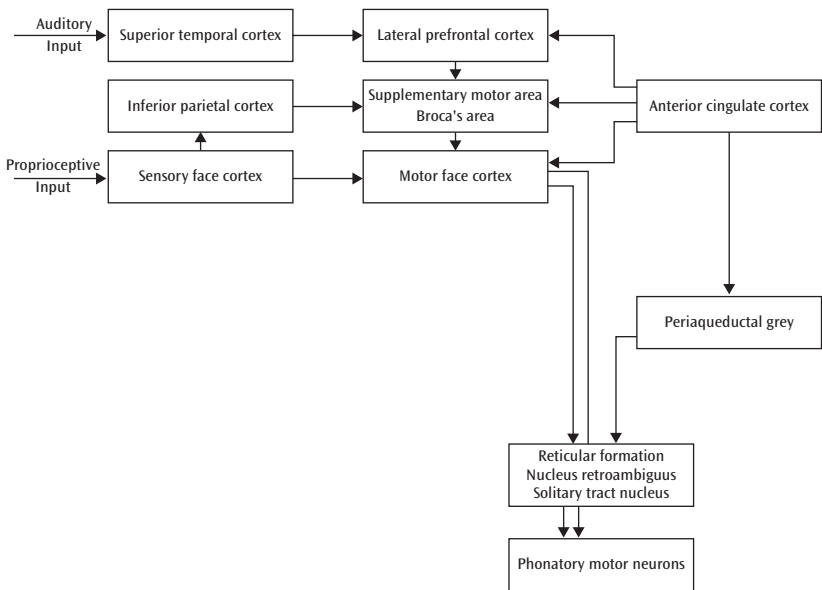 Auditory
Input
Superior temporal cortex
Lateral prefrontal cortex
Inferior parietal cortex
Supplementary motor area
Broca's area
Anterior cingulate cortex
Proprioceptive
Input
Sensory face cortex
Motor face cortex
Periaqueductal grey
Reticular formation
Nucleus retroambiguus
Solitary tract nucleus
Phonatory motor neurons